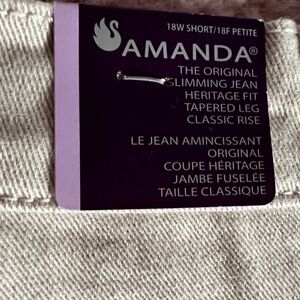 18W SHORT/18F PETITE
AMANDA®
THE ORIGINAL
SLIMMING JEAN
HERITAGE FIT
TAPERED LEG
CLASSIC RISE
LE JEAN AMINCISSANT
ORIGINAL
COUPE HÉRITAGE
JAMBE FUSELÉE
TAILLE CLASSIQUE